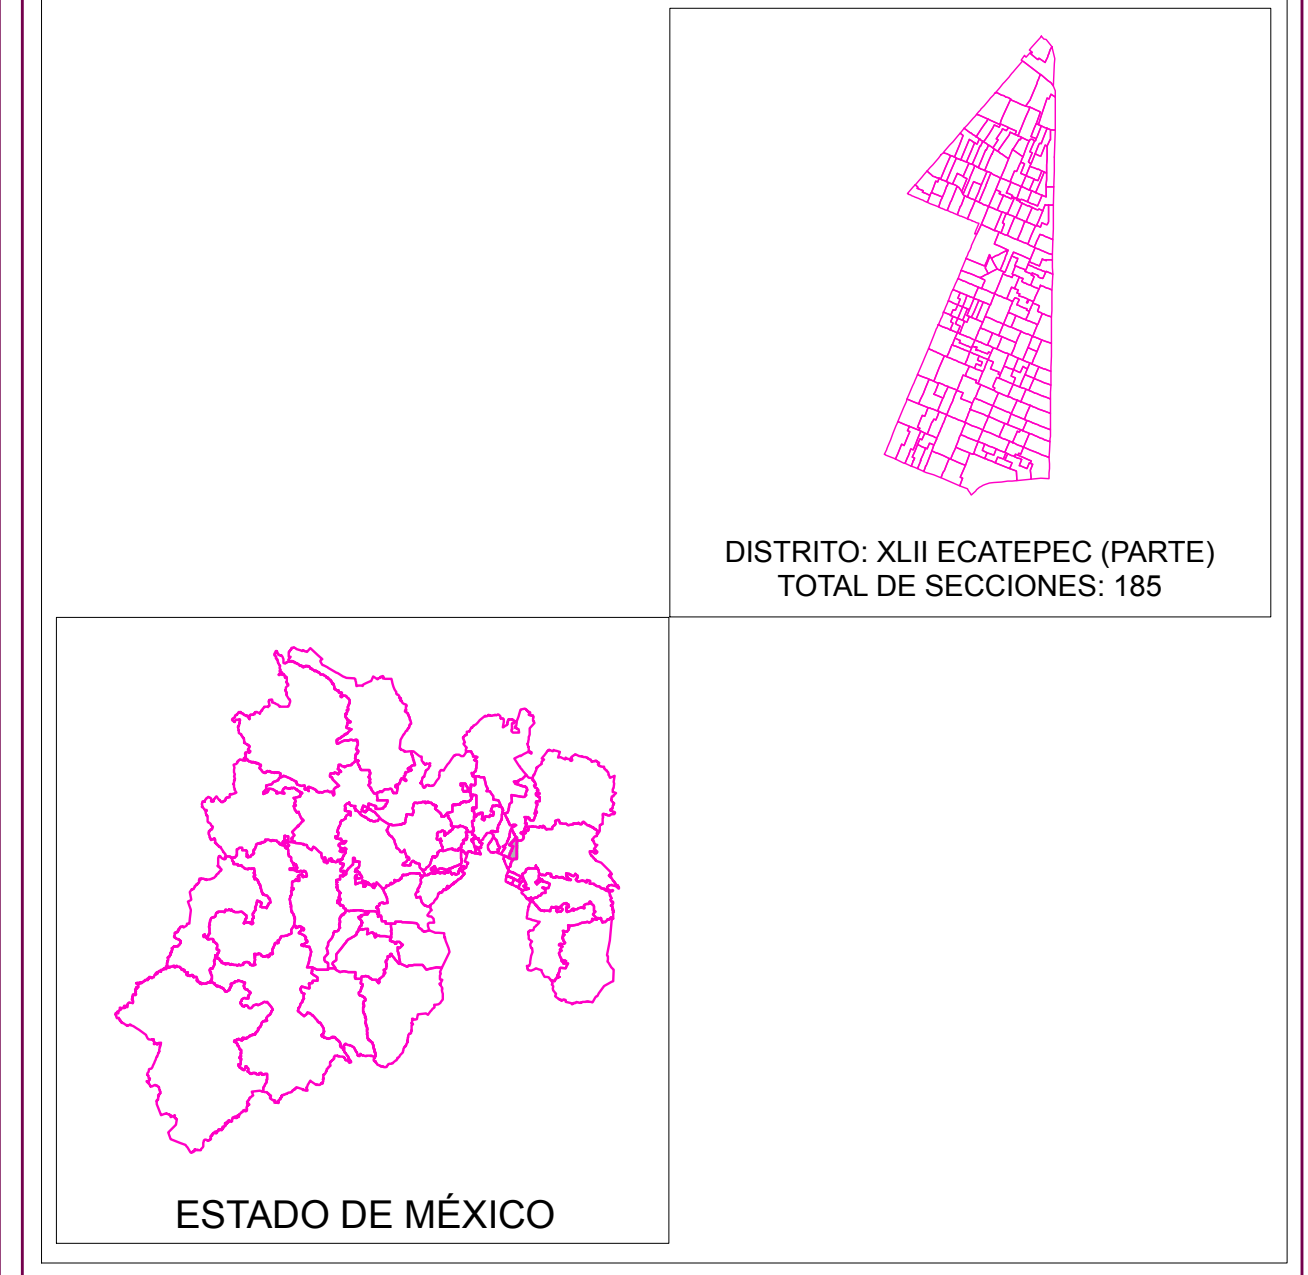 DISTRITO: XLII ECATEPEC (PARTE)
TOTAL DE SECCIONES: 185
ESTADO DE MÉXICO